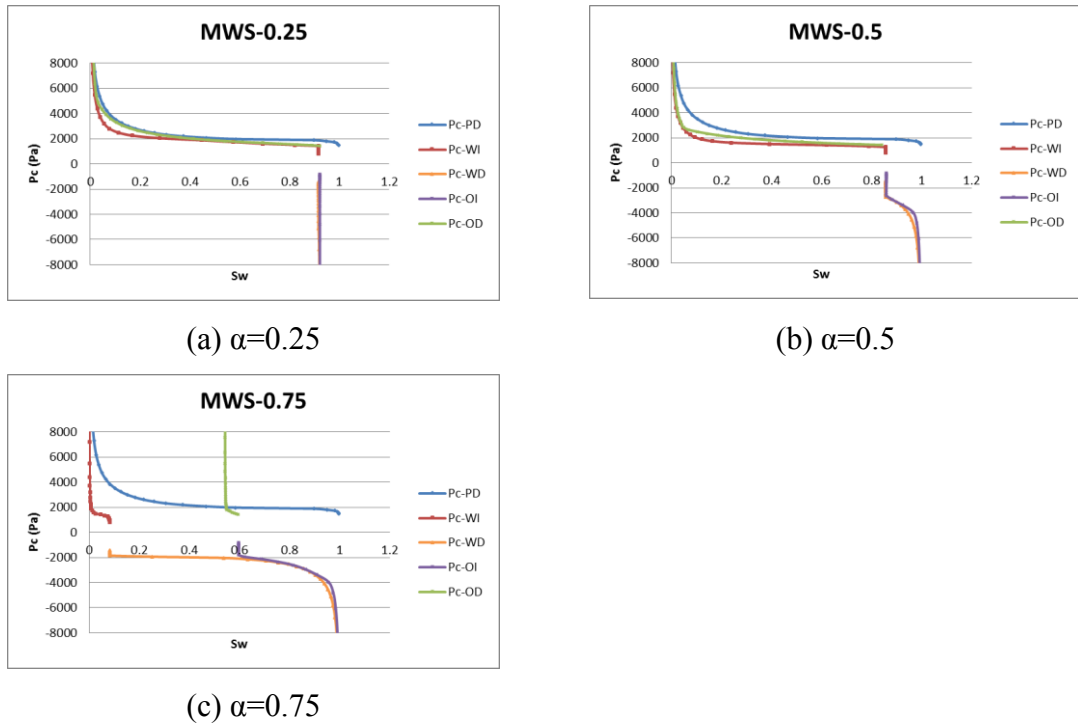 MWS-0.25
8000
6000
4000
2000
0
-2000
-4000
-6000
-8000
Pc (Pa)
0 0.2 0.4 0.6 0.8 1 1.2
Sw
Pc-PD
Pc-WI
Pc-WD
Pc-OI
Pc-OD
(a) α=0.25
MWS-0.5
8000
6000
4000
2000
0
-2000
-4000
-6000
-8000
Pc (Pa)
0 0.2 0.4 0.6 0.8 1 1.2
Sw
Pc-PD
Pc-WI
Pc-WD
Pc-OI
Pc-OD
(b) α=0.5
MWS-0.75
8000
6000
4000
2000
0
-2000
-4000
-6000
-8000
Pc (Pa)
0 0.2 0.4 0.6 0.8 1 1.2
Sw
Pc-PD
Pc-WI
Pc-WD
Pc-OI
Pc-OD
(c) α=0.75